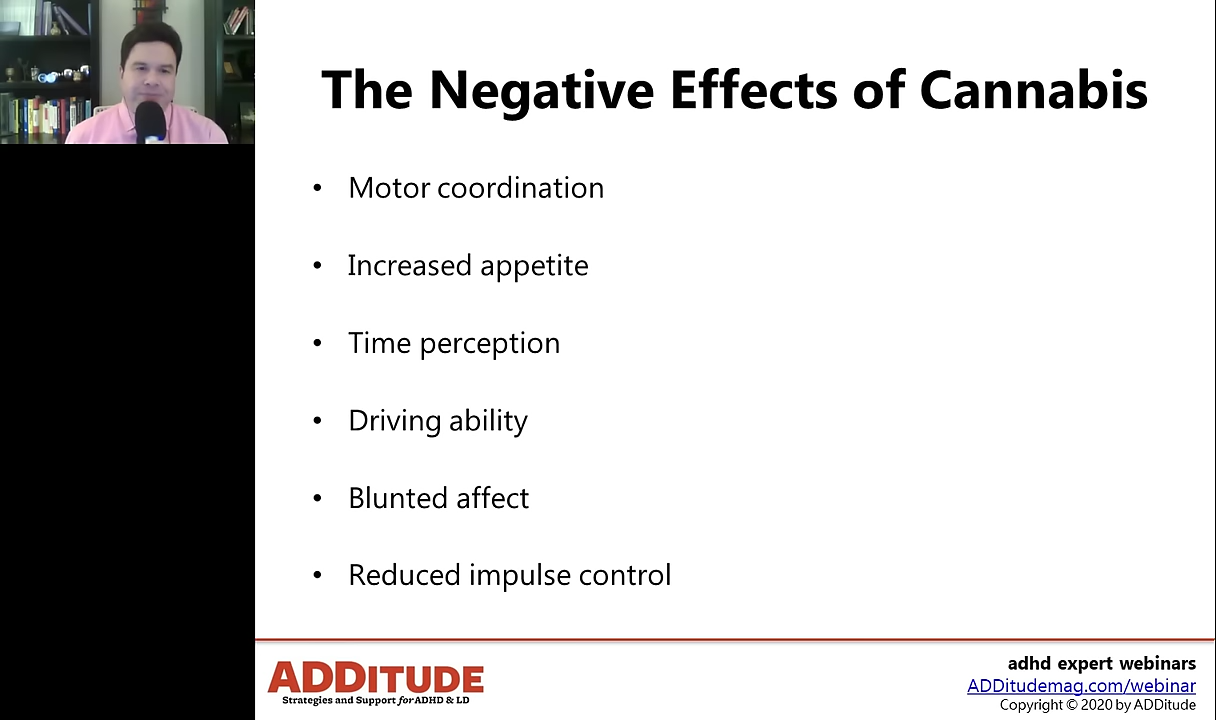 The Negative Effects of Cannabis
• Motor coordination
• Increased appetite
• Time perception
• Driving ability
• Blunted affect
• Reduced impulse control
ADDITUDE
Strategies and Support for ADHD & LD
adhd expert webinars
ADDitudemag.com/webinar
Copyright © 2020 by ADDitude